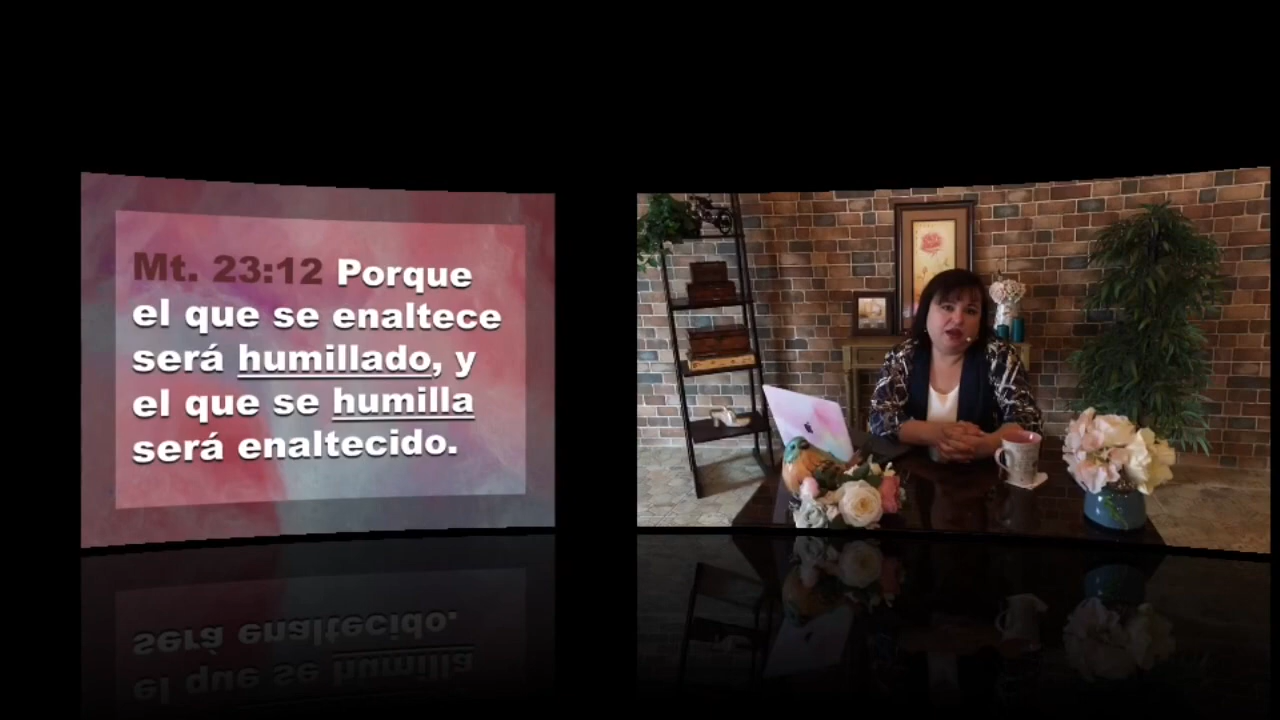 Mt. 23:12 Porque
el que se enaltece
será humillado, y
el que se humilla
será enaltecido.